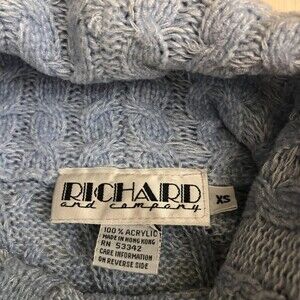 RICHARD
and company
XS
100% ACRYLIC
MADE IN HONG KONG
RN 53342
CARE INFORMATION
ON REVERSE SIDE